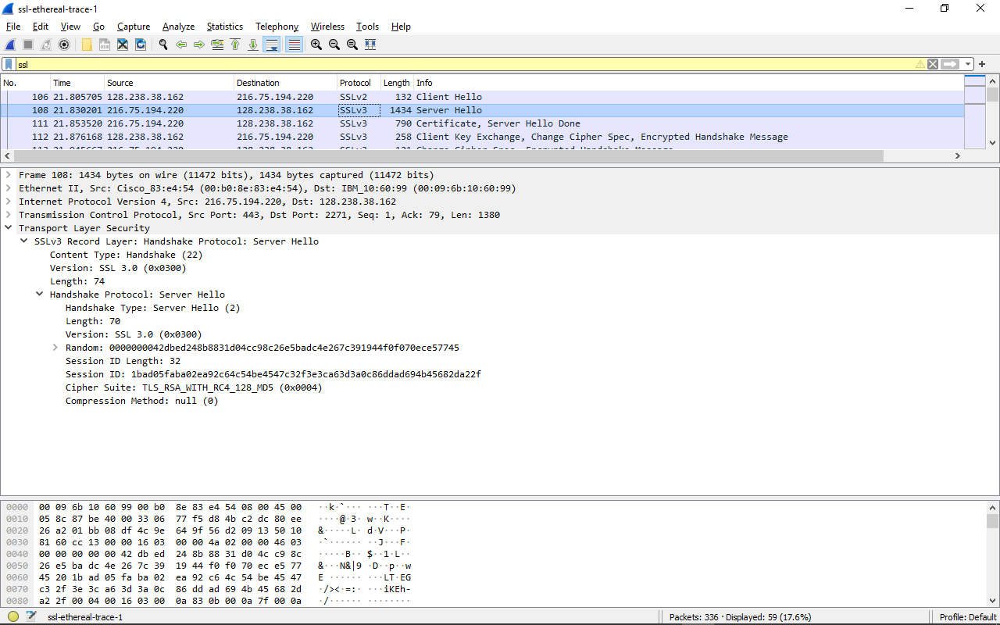 ssl-ethereal-trace-1
File Edit View Go Capture Analyze Statistics Telephony Wireless Tools Help
ssl
No. Time Source Destination Protocol Length Info
106 21.805705 128.238.38.162 216.75.194.220 SSLv2 132 Client Hello
108 21.830201 216.75.194.220 128.238.38.162 SSLv3 1434 Server Hello
111 21.853520 216.75.194.220 128.238.38.162 SSLv3 790 Certificate, Server Hello Done
112 21.876168 128.238.38.162 216.75.194.220 SSLv3 258 Client Key Exchange, Change Cipher Spec, Encrypted Handshake Message
113 21.945667 216.75.194.220 128.238.38.162 SSLv3 121 Change Cipher Spec, Encrypted Handshake Message
Frame 108: 1434 bytes on wire (11472 bits), 1434 bytes captured (11472 bits)
Ethernet II, Src: Cisco_83:e4:54 (00:b0:8e:83:e4:54), Dst: IBM_10:60:99 (00:09:6b:10:60:99)
Internet Protocol Version 4, Src: 216.75.194.220, Dst: 128.238.38.162
Transmission Control Protocol, Src Port: 443, Dst Port: 2271, Seq: 1, Ack: 79, Len: 1380
Transport Layer Security
SSLv3 Record Layer: Handshake Protocol: Server Hello
Content Type: Handshake (22)
Version: SSL 3.0 (0x0300)
Length: 74
Handshake Protocol: Server Hello
Handshake Type: Server Hello (2)
Length: 70
Version: SSL 3.0 (0x0300)
Random: 0000000042dbed248b8831d04cc98c26e5badc4e267c391944f0f070ece57745
Session ID Length: 32
Session ID: 1bad05faba02ea92c64c54be4547c32f3e3ca63d3a0c86ddad694b45682da22f
Cipher Suite: TLS_RSA_WITH_RC4_128_MD5 (0x0004)
Compression Method: null (0)
0000 00 09 6b 10 60 99 00 b0 8e 83 e4 54 08 00 45 00 ··k·`··· ···T··E·
0010 05 8c 87 be 40 00 33 06 77 f5 d8 4b c2 dc 80 ee ····@·3· w··K····
0020 26 a2 01 bb 08 df 4c 9e 64 9f 56 d2 09 13 50 10 &·····L· d·V···P·
0030 81 60 cc 13 00 00 16 03 00 00 4a 02 00 00 46 03 ·`······ ··J···F·
0040 00 00 00 00 00 42 db ed 24 8b 88 31 d0 4c c9 8c ·····B·· $··1·L··
0050 26 e5 ba dc 4e 26 7c 39 19 44 f0 f0 70 ec e5 77 &···N&|9 ·D··p··w
0060 45 20 1b ad 05 fa ba 02 ea 92 c6 4c 54 be 45 47 E ······ ···LT·EG
0070 c3 2f 3e 3c a6 3d 3a 0c 86 dd ad 69 4b 45 68 2d ·/><·=:· ···iKEh-
0080 a2 2f 00 04 00 16 03 00 0a 83 0b 00 0a 7f 00 0a ·/······ ········
ssl-ethereal-trace-1
Packets: 336 · Displayed: 59 (17.6%)
Profile: Default